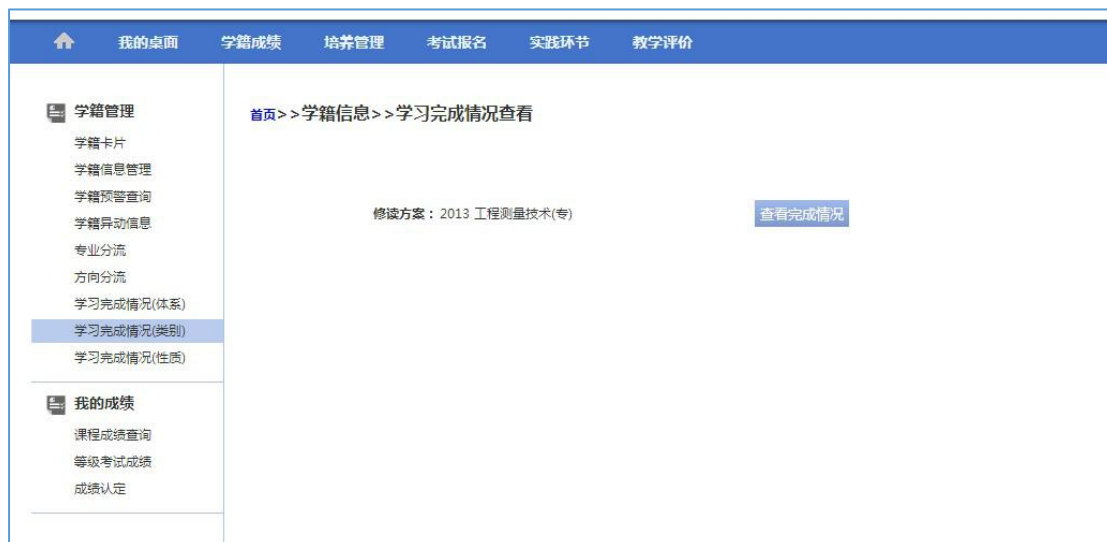 我的桌面 学籍成绩 培养管理 考试报名 实践环节 教学评价
学籍管理
学籍卡片
学籍信息管理
学籍预警查询
学籍异动信息
专业分流
方向分流
学习完成情况(体系)
学习完成情况(类别)
学习完成情况(性质)
我的成绩
课程成绩查询
等级考试成绩
成绩认定
首页>>学籍信息>>学习完成情况查看
修读方案：2013 工程测量技术(专) 查看完成情况